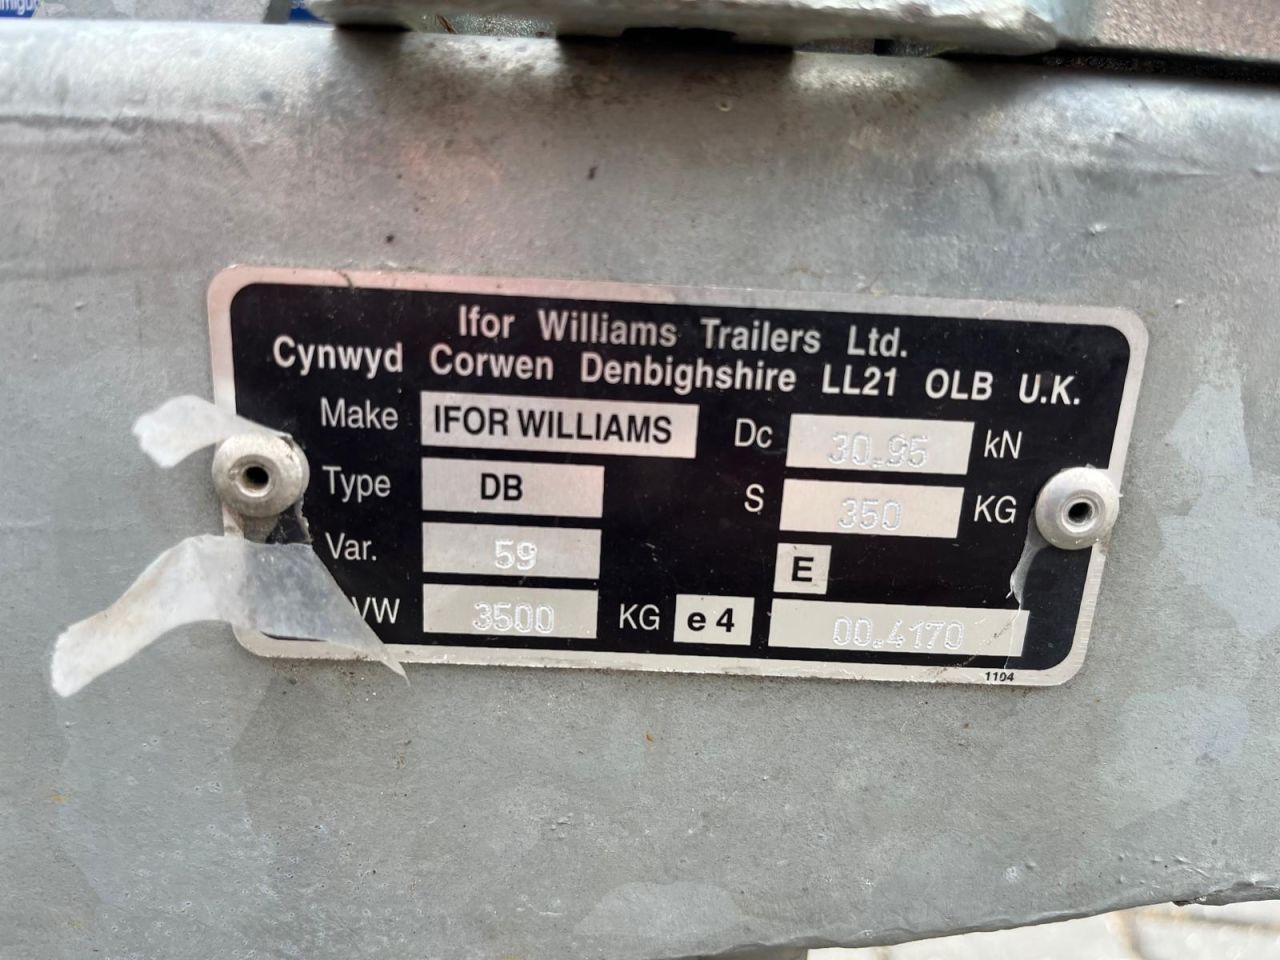 Ifor Williams Trailers Ltd.
Cynwyd Corwen Denbighshire LL21 OLB U.K.
Make IFOR WILLIAMS Dc 30.95 kN
Type DB S 350 KG
Var. 59 E
VW 3500 KG e4 00.4170
1104